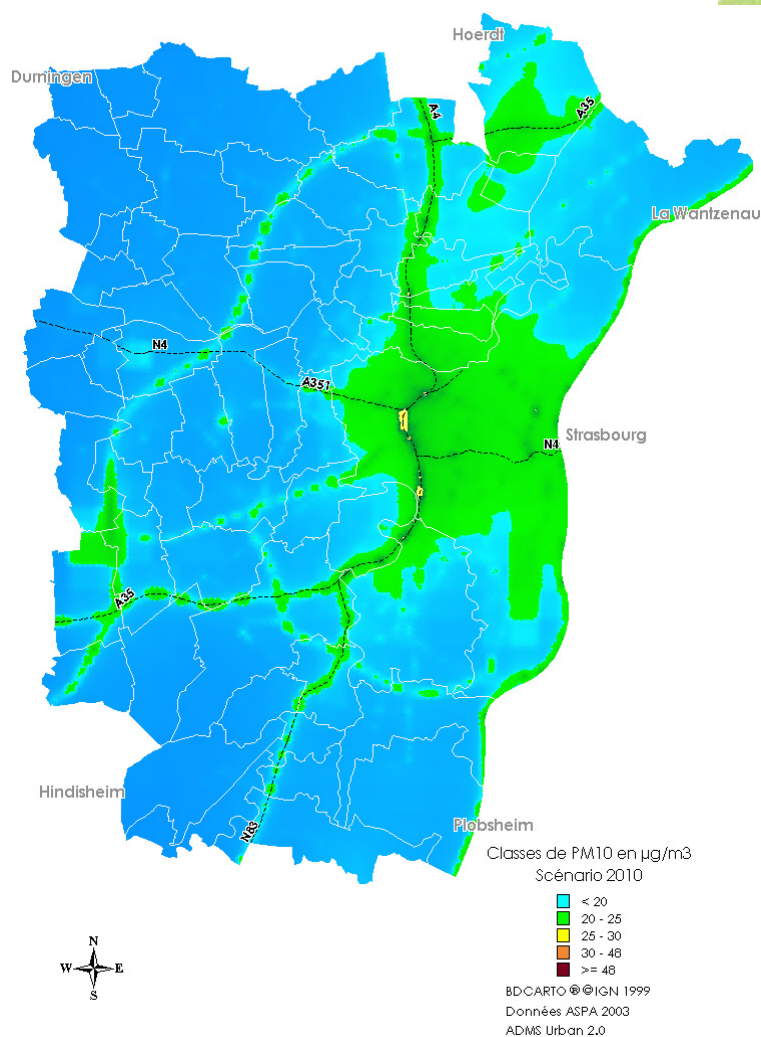 Hoerdt
Durningen
A4
A35
La Wantzenau
N4
A351
Strasbourg
N4
A35
Hindisheim
N83
Plobsheim
Classes de PM10 en µg/m3
Scénario 2010
< 20
20 - 25
25 - 30
30 - 48
>= 48
N
W E
S
BDCARTO ® © IGN 1999
Données ASPA 2003
ADMS Urban 2.0